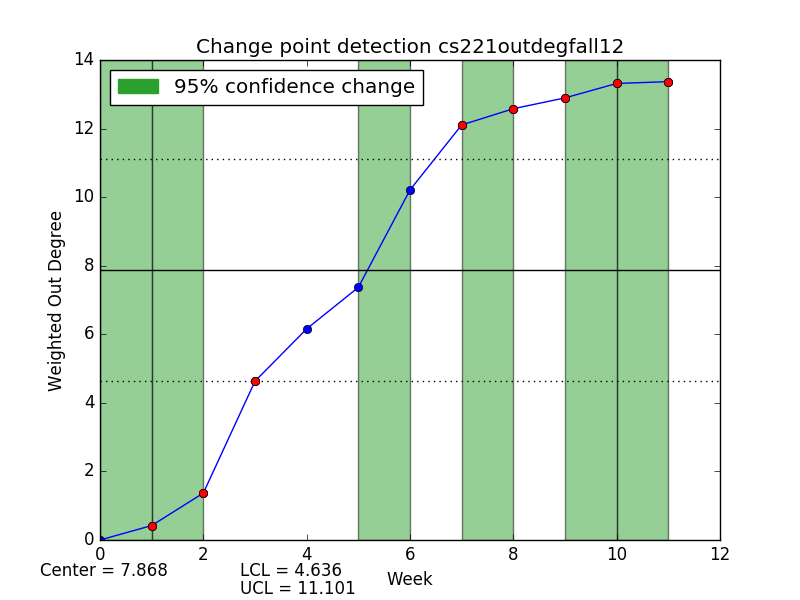 Change point detection cs221outdegfall12
95% confidence change
Weighted Out Degree
14
12
10
8
6
4
2
0
0 2 4 6 8 10 12
Week
Center = 7.868
LCL = 4.636
UCL = 11.101